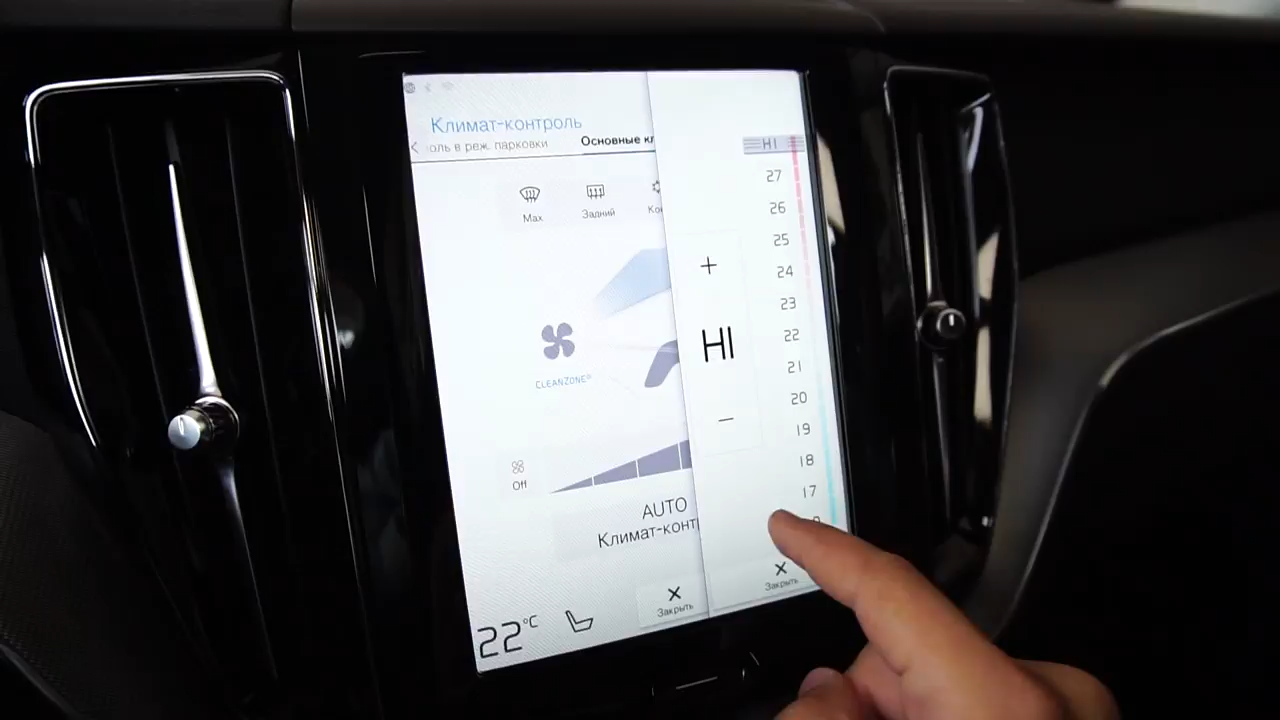 Климат-контроль
оль в реж. парковки
Основные кл
Max
Задний
Ко
CLEANZONE
Off
AUTO
Климат-конт
22°C
Закрыть
HI
27
26
25
24
23
22
21
20
19
18
17
+
HI
−
Закрыть